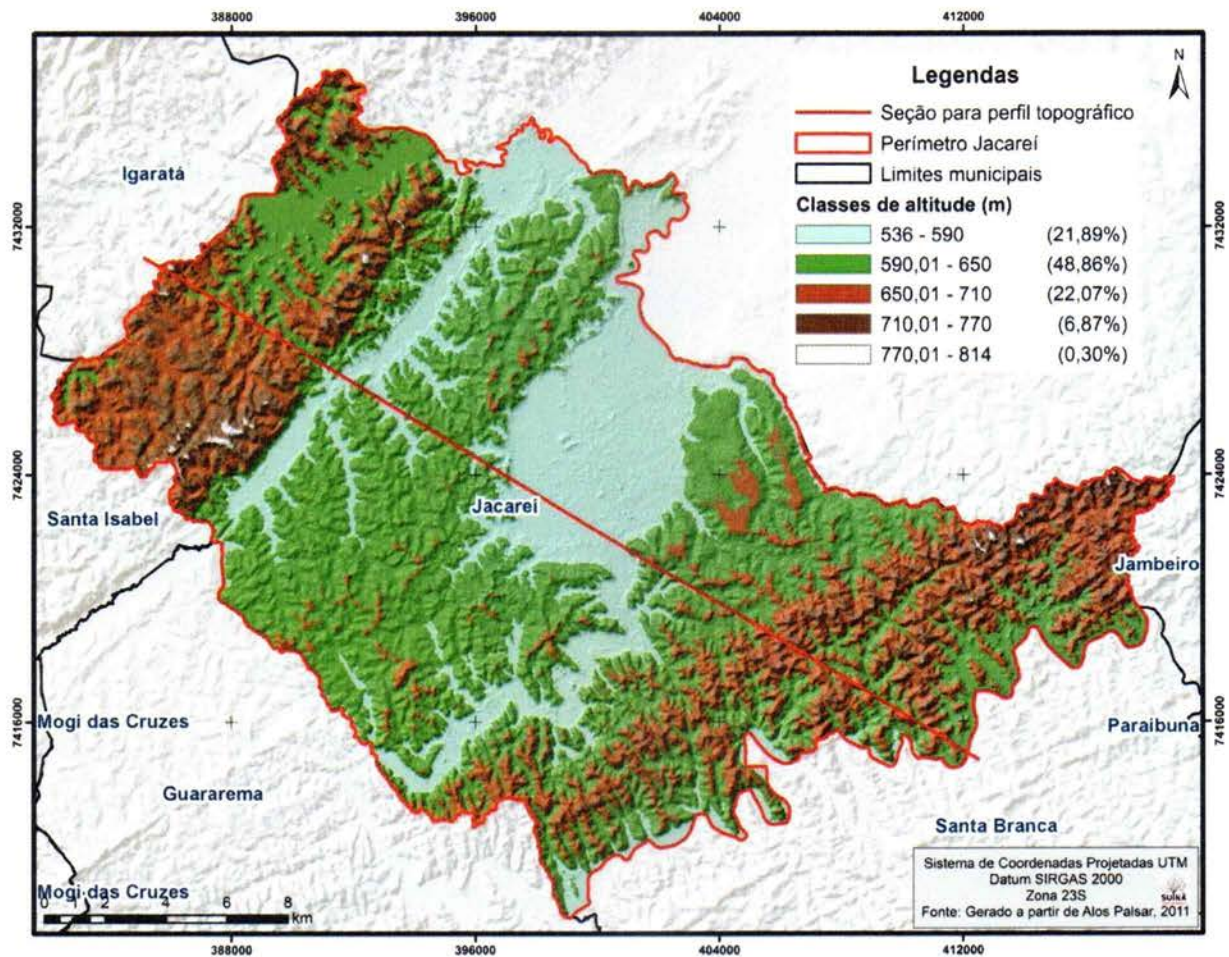 388000 396000 404000 412000
N
Legendas
Seção para perfil topográfico
Perímetro Jacareí
Limites municipais
Classes de altitude (m)
536 - 590 (21,89%)
590,01 - 650 (48,86%)
650,01 - 710 (22,07%)
710,01 - 770 (6,87%)
770,01 - 814 (0,30%)
Igaratá
7432000 7432000
7424000 7424000
Jacareí
Santa Isabel
Jambeiro
7416000 7416000
Mogi das Cruzes
Paraibuna
Guararema
Santa Branca
Mogi das Cruzes
0 1 2 4 6 8
km
Sistema de Coordenadas Projetadas UTM
Datum SIRGAS 2000
Zona 23S
Fonte: Gerado a partir de Alos Palsar, 2011
SUINÃ
388000 396000 404000 412000